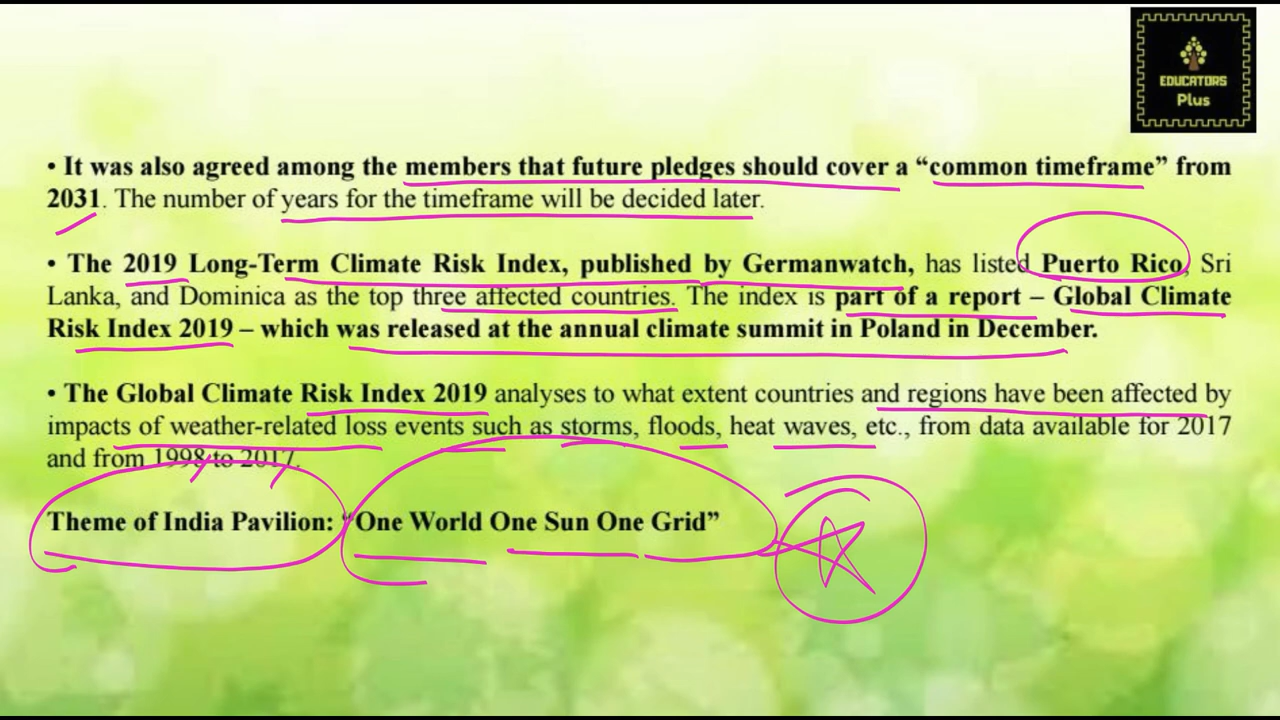 EDUCATORS
Plus
• It was also agreed among the members that future pledges should cover a “common timeframe” from
2031. The number of years for the timeframe will be decided later.
• The 2019 Long-Term Climate Risk Index, published by Germanwatch, has listed Puerto Rico, Sri
Lanka, and Dominica as the top three affected countries. The index is part of a report – Global Climate
Risk Index 2019 – which was released at the annual climate summit in Poland in December.
• The Global Climate Risk Index 2019 analyses to what extent countries and regions have been affected by
impacts of weather-related loss events such as storms, floods, heat waves, etc., from data available for 2017
and from 1998 to 2017.
Theme of India Pavilion: “One World One Sun One Grid”